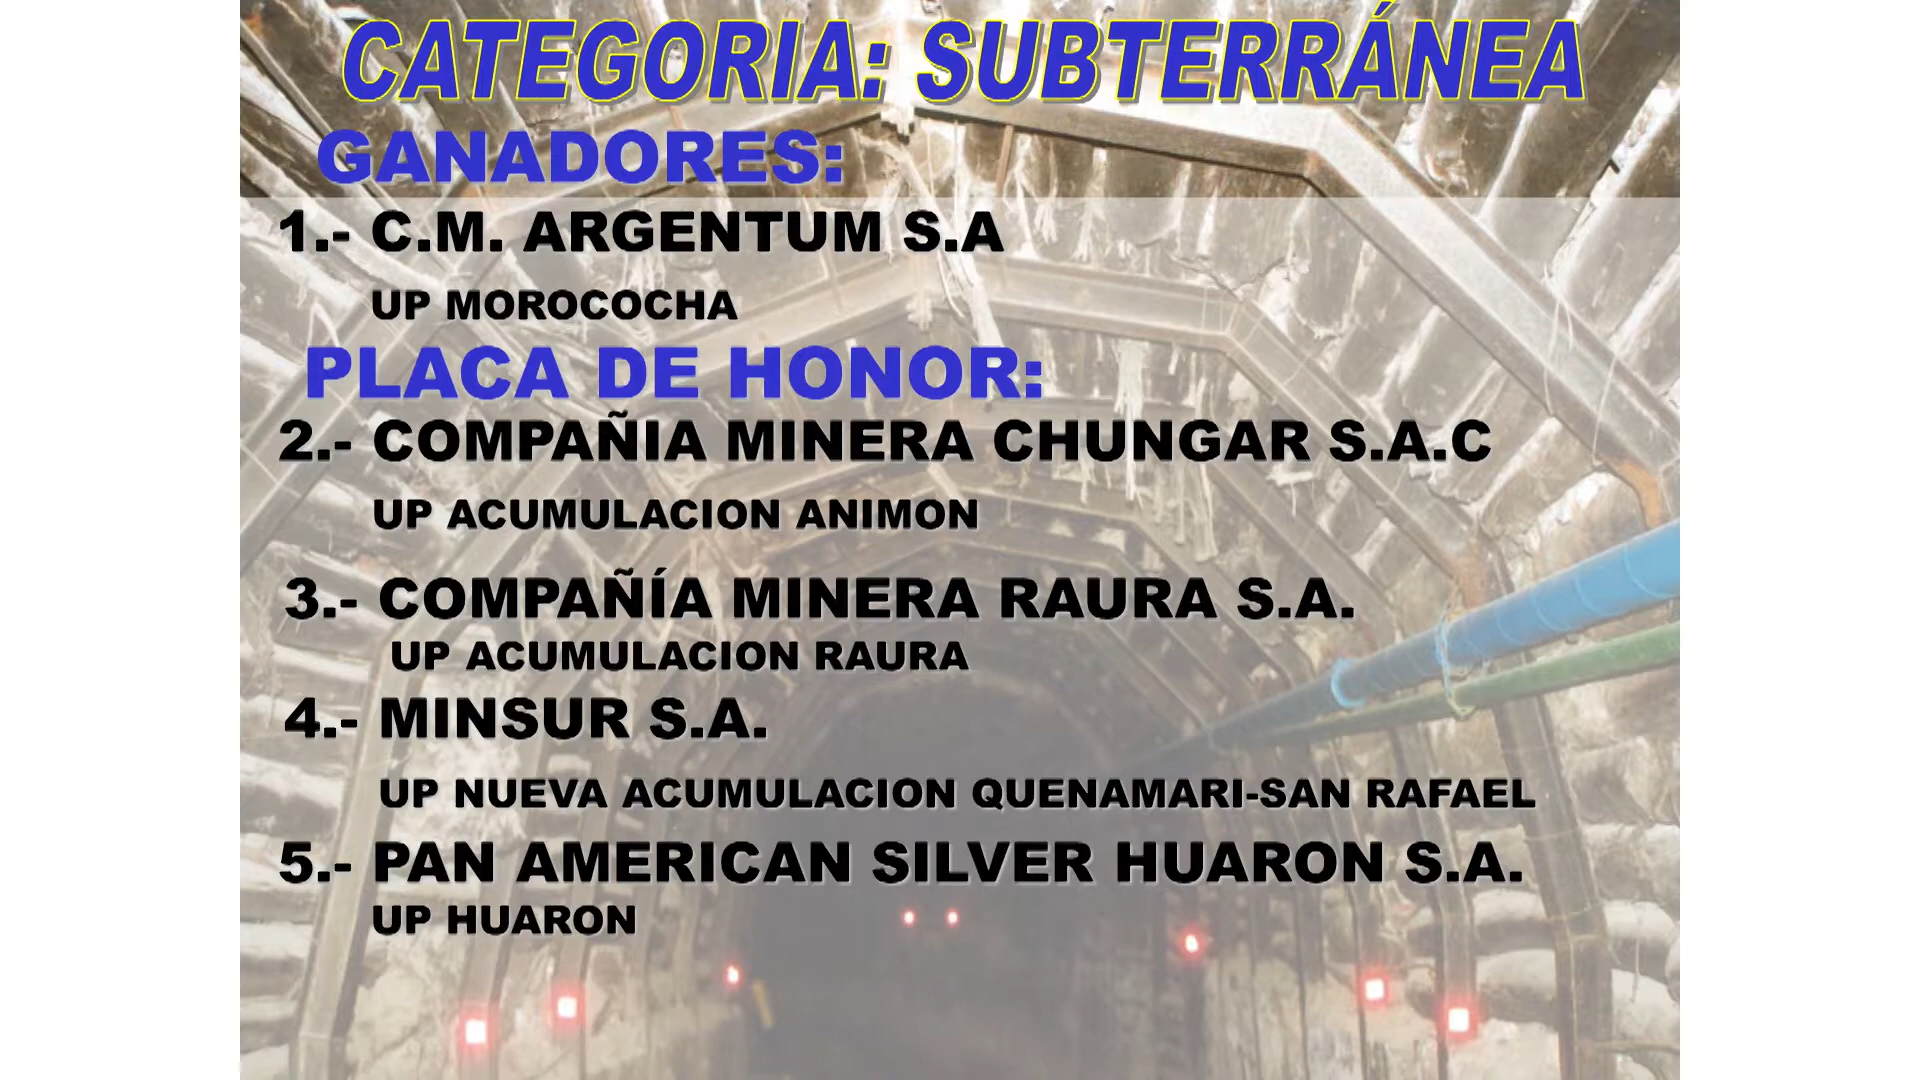 CATEGORIA: SUBTERRÁNEA
GANADORES:
1.- C.M. ARGENTUM S.A
UP MOROCOCHA
PLACA DE HONOR:
2.- COMPAÑIA MINERA CHUNGAR S.A.C
UP ACUMULACION ANIMON
3.- COMPAÑÍA MINERA RAURA S.A.
UP ACUMULACION RAURA
4.- MINSUR S.A.
UP NUEVA ACUMULACION QUENAMARI-SAN RAFAEL
5.- PAN AMERICAN SILVER HUARON S.A.
UP HUARON